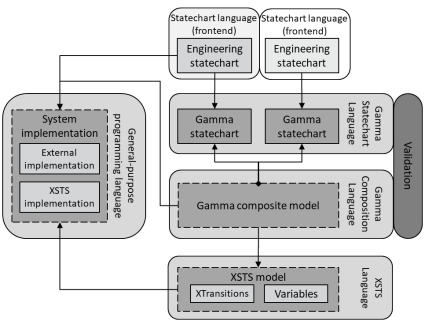 Statechart language
(frontend)
Statechart language
(frontend)
Engineering
statechart
Engineering
statechart
System
implementation
External
implementation
XSTS
implementation
General-purpose
programming language
Gamma
statechart
Gamma
statechart
Gamma
Statechart
Language
Validation
Gamma composite model
Gamma
Composition
Language
XSTS model
XTransitions
Variables
XSTS
Language